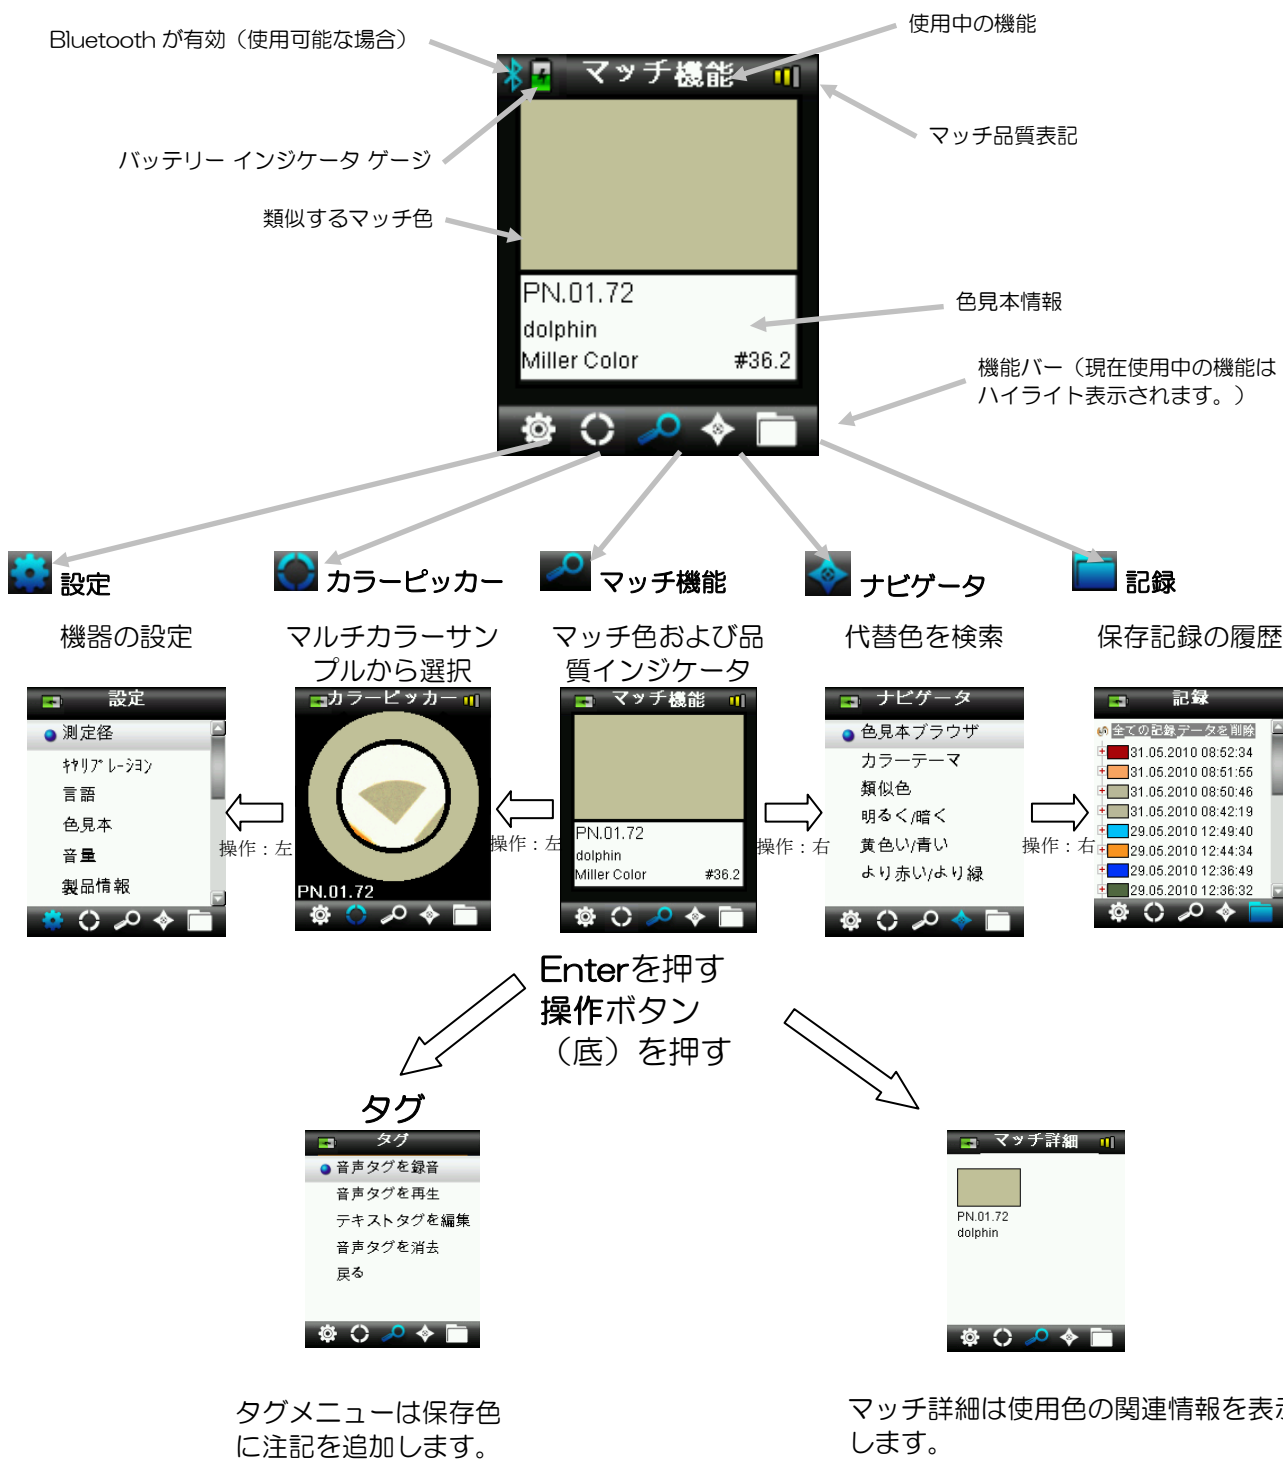 Bluetooth が有効（使用可能な場合）
使用中の機能
マッチ機能
マッチ品質表記
バッテリー インジケータ ゲージ
類似するマッチ色
PN.01.72
dolphin
Miller Color #36.2
色見本情報
機能バー（現在使用中の機能は
ハイライト表示されます。）
設定
カラーピッカー
マッチ機能
ナビゲータ
記録
機器の設定
マルチカラーサン
プルから選択
マッチ色および品
質インジケータ
代替色を検索
保存記録の履歴
設定
測定径
ｷｬﾘﾌﾞﾚｰｼｮﾝ
言語
色見本
音量
製品情報
操作：左
カラーピッカー
PN.01.72
操作：左
マッチ機能
PN.01.72
dolphin
Miller Color #36.2
操作：右
ナビゲータ
色見本ブラウザ
カラーテーマ
類似色
明るく/暗く
黄色い/青い
より赤い/より緑
操作：右
記録
全ての記録データを削除
31.05.2010 08:52:34
31.05.2010 08:51:55
31.05.2010 08:50:46
31.05.2010 08:42:19
29.05.2010 12:49:40
29.05.2010 12:44:34
29.05.2010 12:36:49
29.05.2010 12:36:32
Enterを押す
操作ボタン
（底）を押す
タグ
タグ
音声タグを録音
音声タグを再生
テキストタグを編集
音声タグを消去
戻る
マッチ詳細
PN.01.72
dolphin
タグメニューは保存色
に注記を追加します。
マッチ詳細は使用色の関連情報を表示
します。